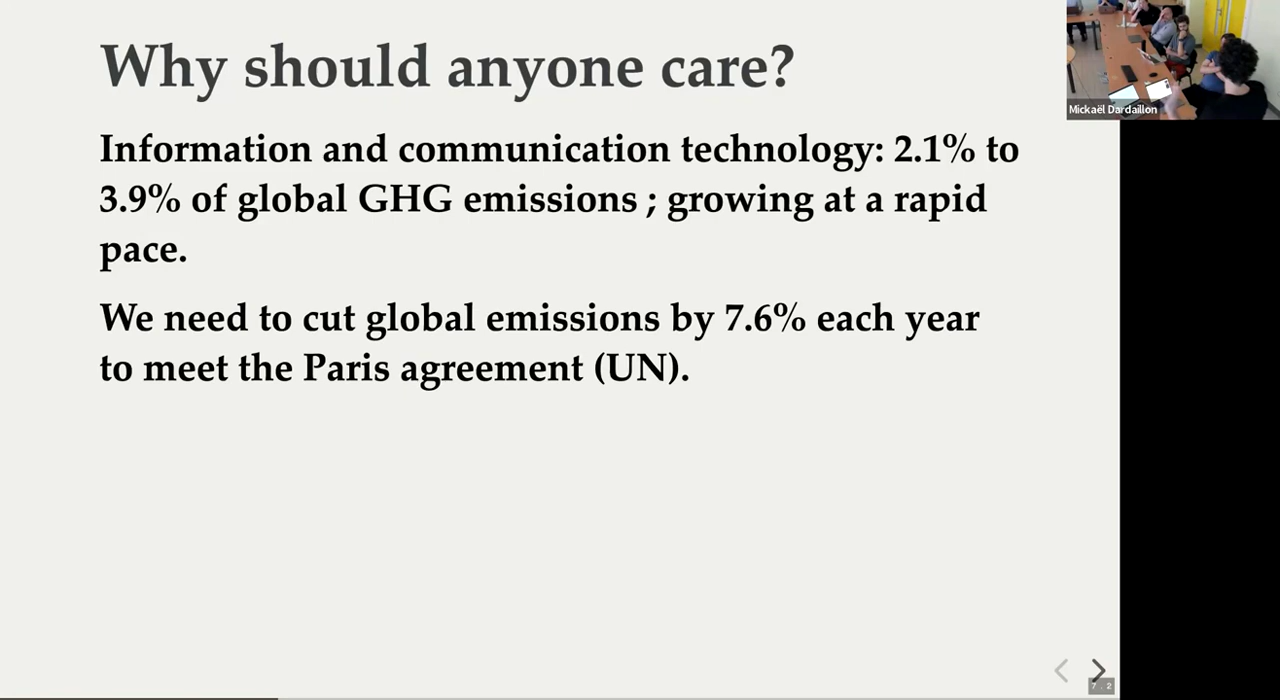 Why should anyone care?
Mickaël Dardaillon
Information and communication technology: 2.1% to
3.9% of global GHG emissions ; growing at a rapid
pace.
We need to cut global emissions by 7.6% each year
to meet the Paris agreement (UN).
7.2